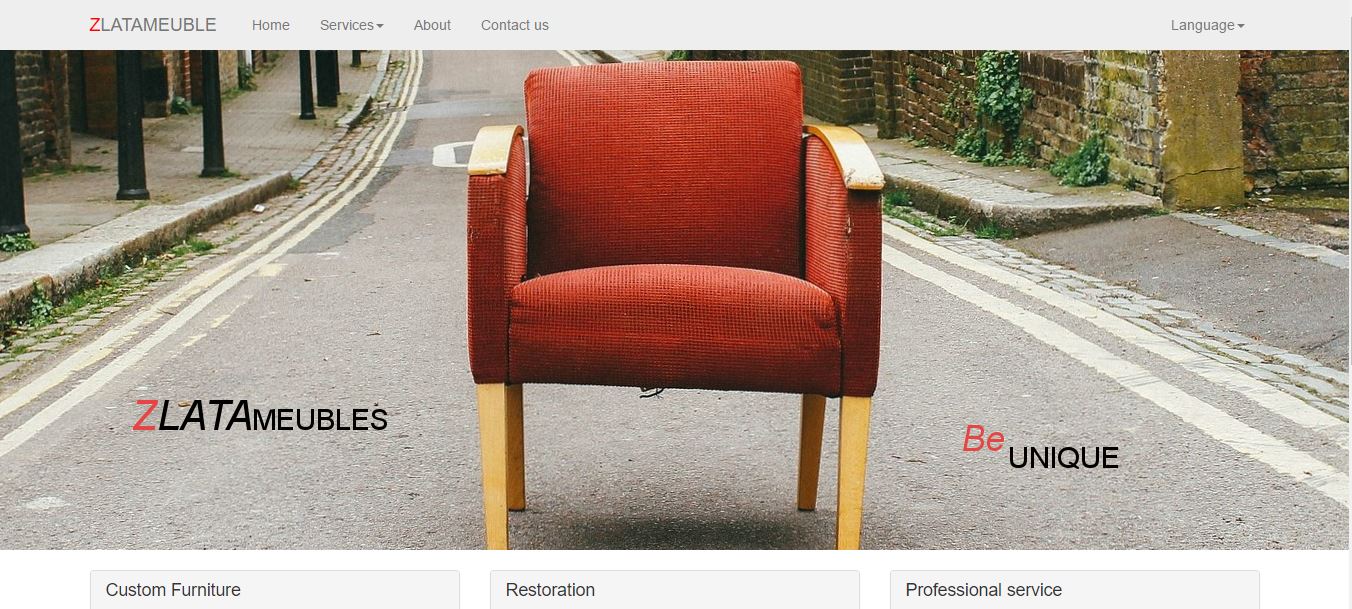 ZLATAMEUBLE Home Services About Contact us Language
ZLATAMEUBLES
Be
UNIQUE
Custom Furniture Restoration Professional service